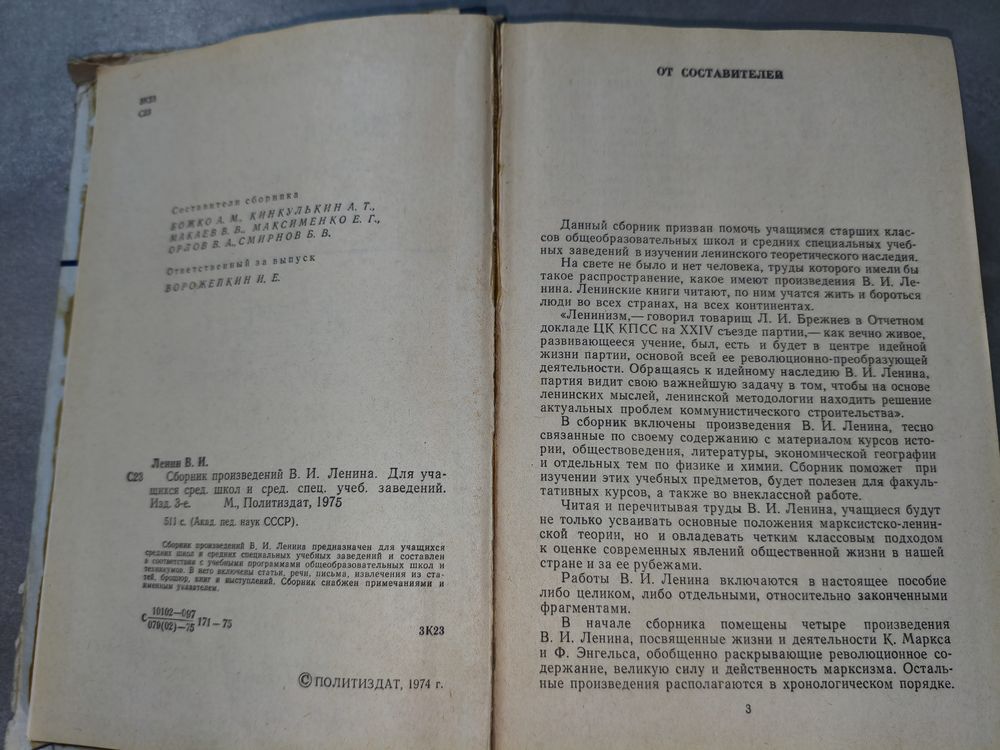 3К23
С23
Составители сборника
БОЖКО А. М., КИНКУЛЬКИН А. Т.,
МАКАЕВ В. В., МАКСИМЕНКО Е. Г.,
ОРЛОВ В. А., СМИРНОВ Б. В.
Ответственный за выпуск
ВОРОЖЕЙКИН И. Е.
Ленин В. И.
С23 Сборник произведений В. И. Ленина. Для уча-
щихся сред. школ и сред. спец. учеб. заведений.
Изд. 3-е. М., Политиздат, 1975
511 с. (Акад. пед. наук СССР).
Сборник произведений В. И. Ленина предназначен для учащихся
средних школ и средних специальных учебных заведений и составлен
в соответствии с учебными программами общеобразовательных школ и
техникумов. В него включены статьи, речи, письма, извлечения из ста-
тей, брошюр, книг и выступлений. Сборник снабжен примечаниями и
именным указателем.
С 10102—097
079(02)—75 171—75
3К23
© ПОЛИТИЗДАТ, 1974 г.
ОТ СОСТАВИТЕЛЕЙ
Данный сборник призван помочь учащимся старших клас-
сов общеобразовательных школ и средних специальных учеб-
ных заведений в изучении ленинского теоретического наследия.
На свете не было и нет человека, труды которого имели бы
такое распространение, какое имеют произведения В. И. Ле-
нина. Ленинские книги читают, по ним учатся жить и бороться
люди во всех странах, на всех континентах.
«Ленинизм,— говорил товарищ Л. И. Брежнев в Отчетном
докладе ЦК КПСС на XXIV съезде партии,— как вечно живое,
развивающееся учение, был, есть и будет в центре идейной
жизни партии, основой всей ее революционно-преобразующей
деятельности. Обращаясь к идейному наследию В. И. Ленина,
партия видит свою важнейшую задачу в том, чтобы на основе
ленинских мыслей, ленинской методологии находить решение
актуальных проблем коммунистического строительства».
В сборник включены произведения В. И. Ленина, тесно
связанные по своему содержанию с материалом курсов исто-
рии, обществоведения, литературы, экономической географии
и отдельных тем по физике и химии. Сборник поможет при
изучении этих учебных предметов, будет полезен для факуль-
тативных курсов, а также во внеклассной работе.
Читая и перечитывая труды В. И. Ленина, учащиеся будут
не только усваивать основные положения марксистско-ленин-
ской теории, но и овладевать четким классовым подходом
к оценке современных явлений общественной жизни в нашей
стране и за ее рубежами.
Работы В. И. Ленина включаются в настоящее пособие
либо целиком, либо отдельными, относительно законченными
фрагментами.
В начале сборника помещены четыре произведения
В. И. Ленина, посвященные жизни и деятельности К. Маркса
и Ф. Энгельса, обобщенно раскрывающие революционное со-
держание, великую силу и действенность марксизма. Осталь-
ные произведения располагаются в хронологическом порядке.
3